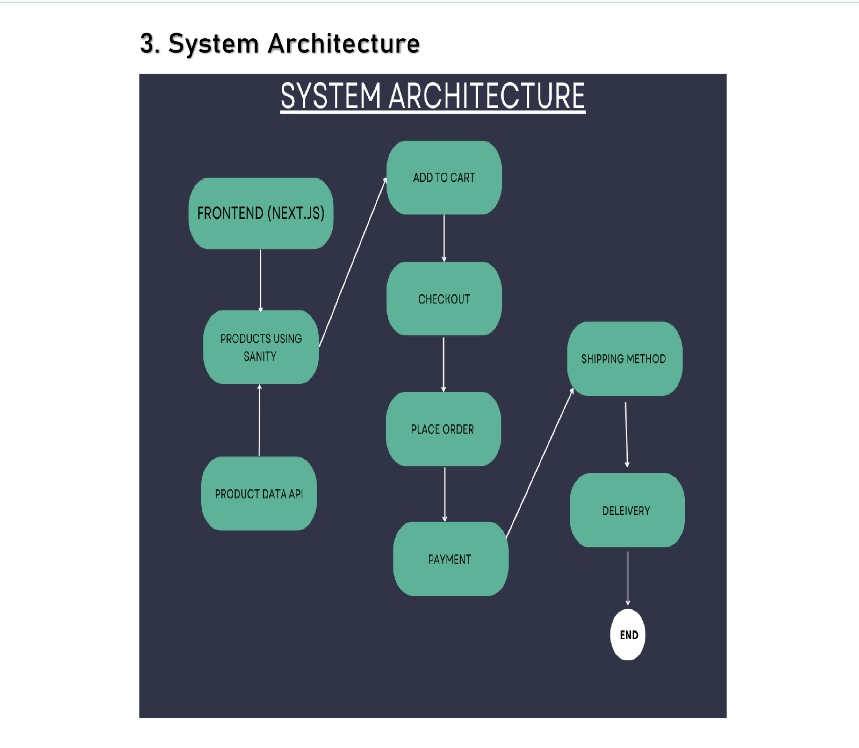 3. System Architecture
SYSTEM ARCHITECTURE
FRONTEND (NEXT.JS)
PRODUCTS USING
SANITY
PRODUCT DATA API
ADD TO CART
CHECKOUT
PLACE ORDER
PAYMENT
SHIPPING METHOD
DELEIVERY
END